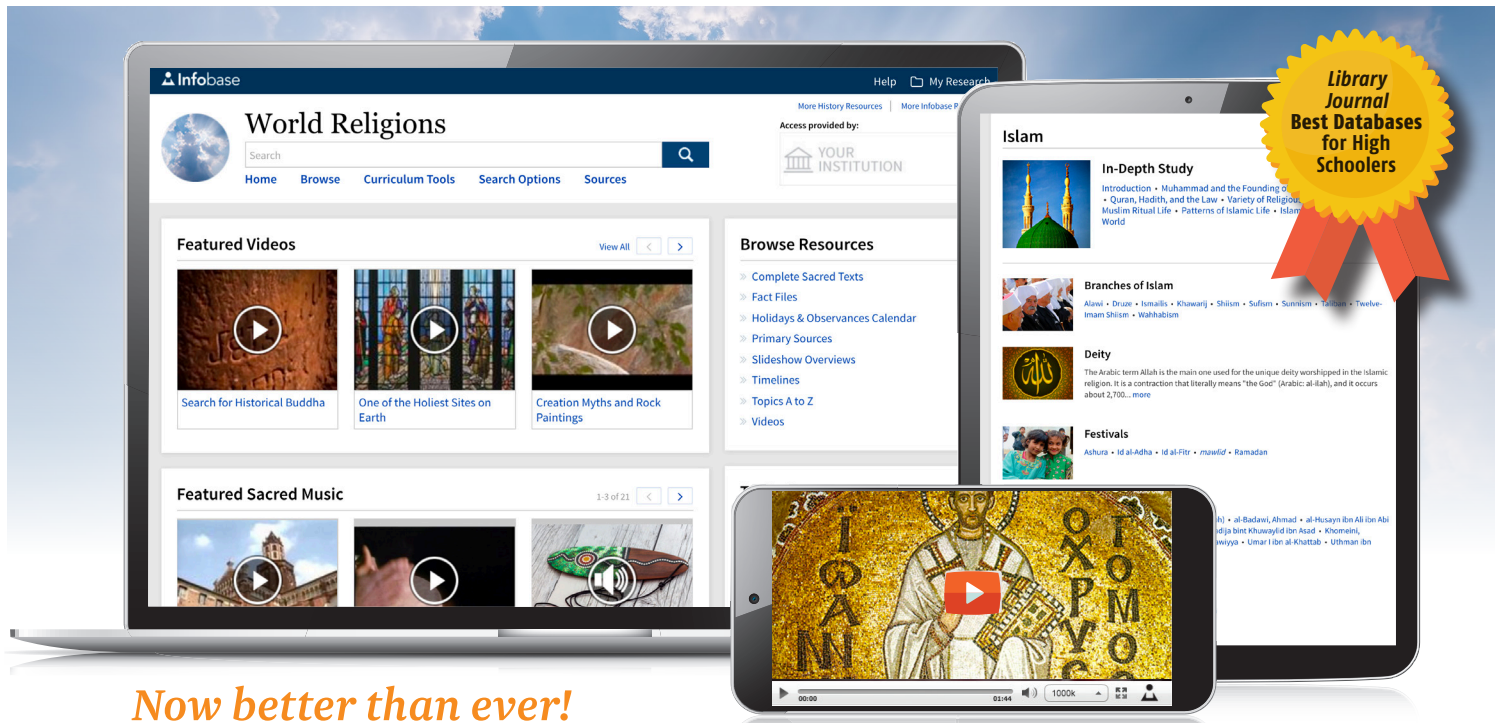 Infobase
Help
My Research
More History Resources
More Infobase
Access provided by:
YOUR
INSTITUTION
World Religions
Search
Home Browse Curriculum Tools Search Options Sources
Featured Videos
View All
Search for Historical Buddha
One of the Holiest Sites on
Earth
Creation Myths and Rock
Paintings
Browse Resources
» Complete Sacred Texts
» Fact Files
» Holidays & Observances Calendar
» Primary Sources
» Slideshow Overviews
» Timelines
» Topics A to Z
» Videos
Featured Sacred Music
1-3 of 21
Islam
In-Depth Study
Introduction • Muhammad and the Founding
• Quran, Hadith, and the Law • Variety of
Muslim Ritual Life • Patterns of Islamic Life •
World
Branches of Islam
Alawi • Druze • Ismailis • Khawarij • Shiism • Sufism • Sunnism • Taliban • Twelve-
Imam Shiism • Wahhabism
Deity
The Arabic term Allah is the main one used for the unique deity worshipped in the Islamic
religion. It is a contraction that literally means "the God" (Arabic: al-ilah), and it occurs
about 2,700... more
Festivals
Ashura • Id al-Adha • Id al-Fitr • mawlid • Ramadan
• al-Badawi, Ahmad • al-Husayn ibn Ali ibn Abi
bint Khuwaylid ibn Asad • Khomeini,
• Umar I ibn al-Khattab • Uthman ibn
Library
Journal
Best Databases
for High
Schoolers
00:00
01:44
1000k
Now better than ever!